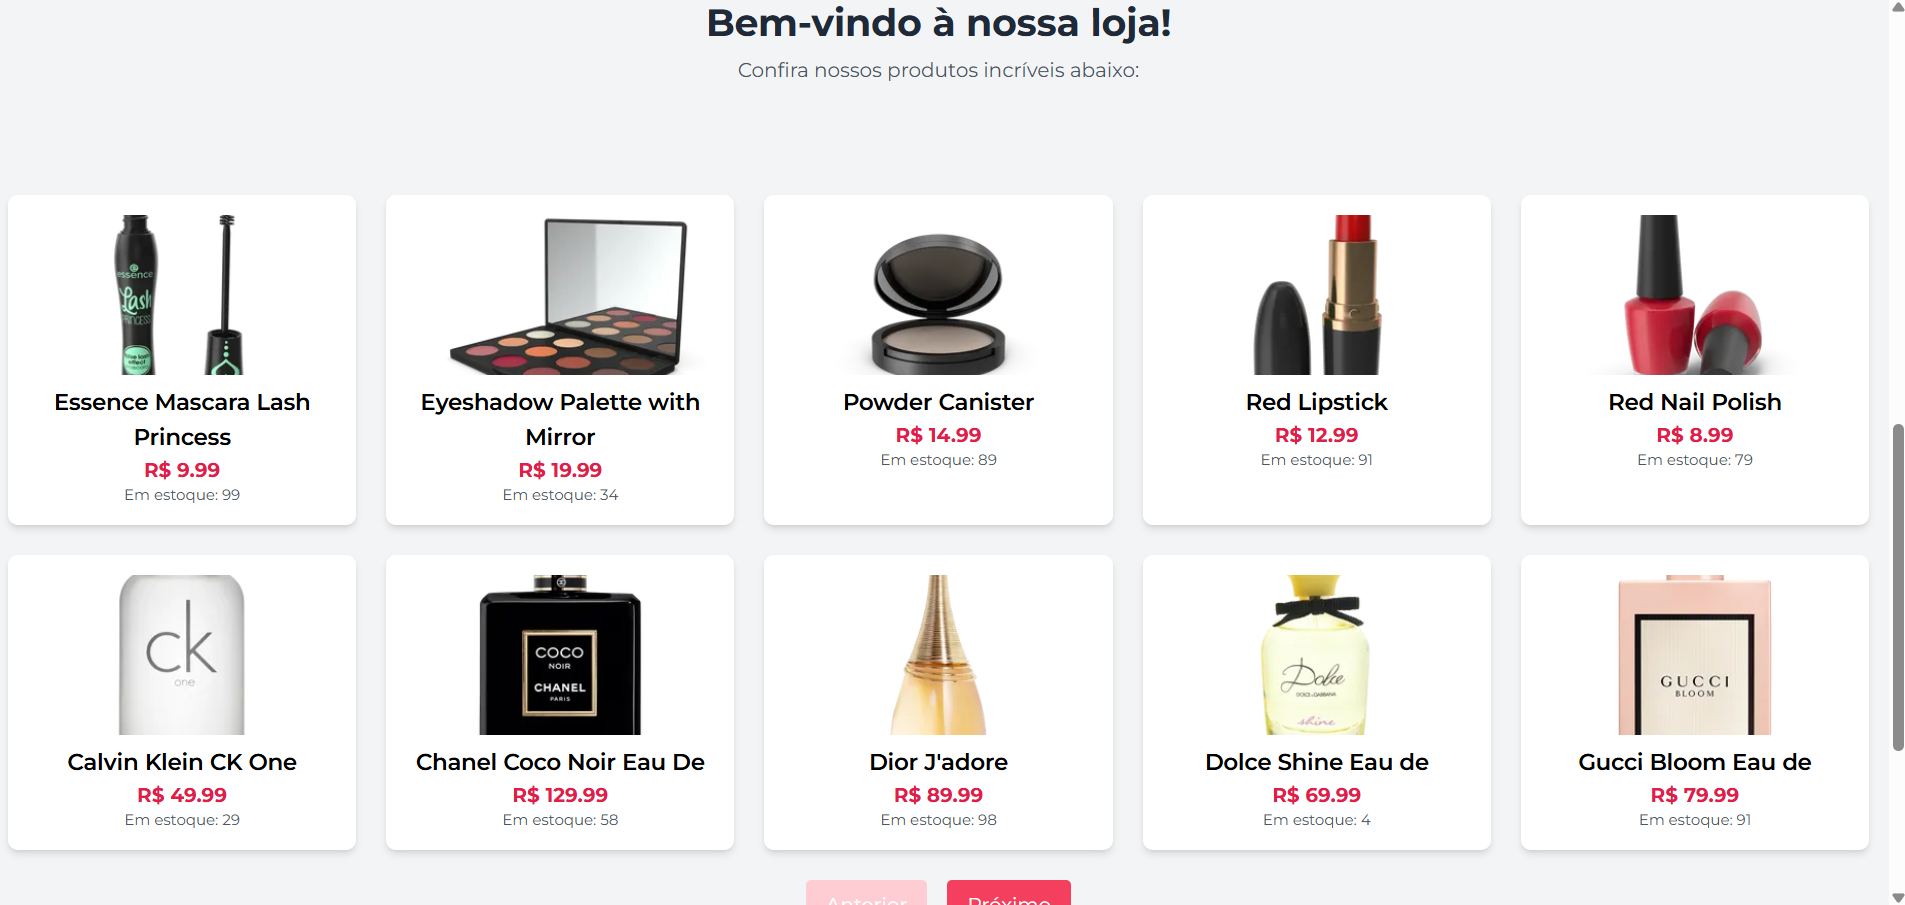 Bem-vindo à nossa loja!
Confira nossos produtos incríveis abaixo:
essence
Lash
PRINCESS
false lash
effect
Essence Mascara Lash
Princess
R$ 9.99
Em estoque: 99
Eyeshadow Palette with
Mirror
R$ 19.99
Em estoque: 34
Powder Canister
R$ 14.99
Em estoque: 89
Red Lipstick
R$ 12.99
Em estoque: 91
Red Nail Polish
R$ 8.99
Em estoque: 79
ck
one
Calvin Klein CK One
R$ 49.99
Em estoque: 29
COCO
NOIR
CHANEL
PARIS
Chanel Coco Noir Eau De
R$ 129.99
Em estoque: 58
Dior J'adore
R$ 89.99
Em estoque: 98
Dolce
DOLCE & GABBANA
shine
Dolce Shine Eau de
R$ 69.99
Em estoque: 4
GUCCI
BLOOM
Gucci Bloom Eau de
R$ 79.99
Em estoque: 91
Anterior
Próximo